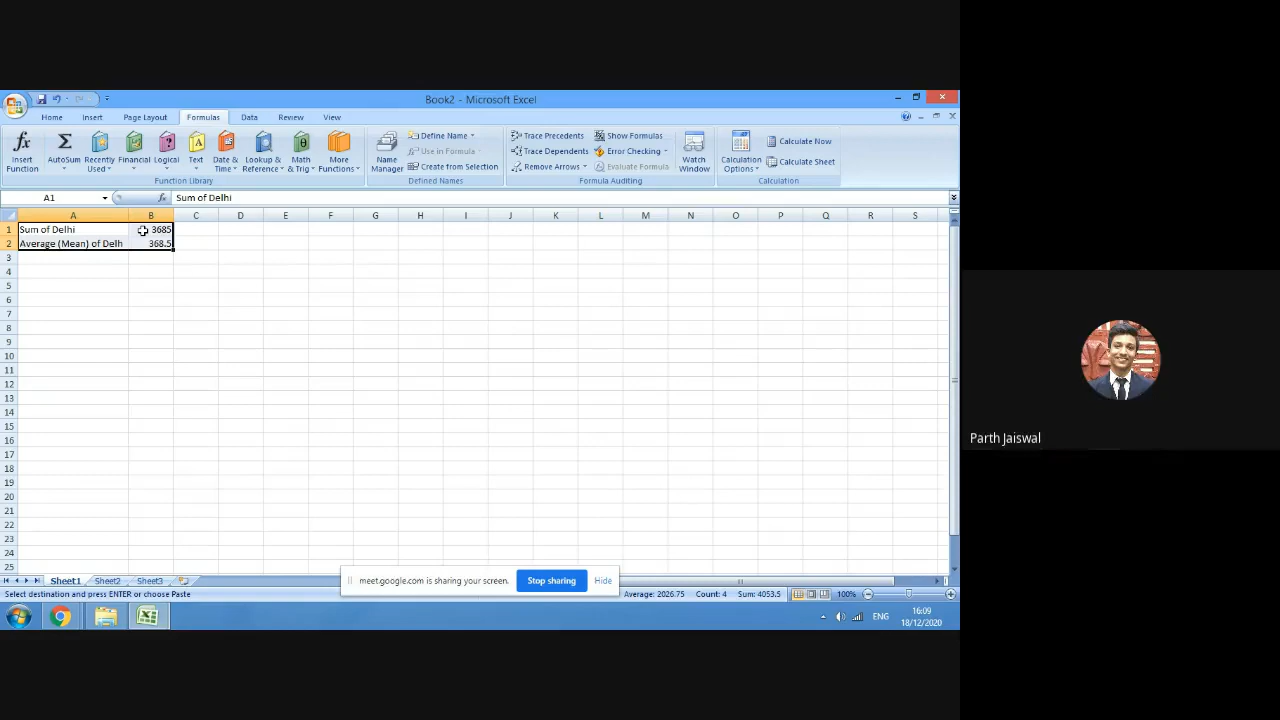 Book2 - Microsoft Excel
Home Insert Page Layout Formulas Data Review View
Insert Function
AutoSum
Recently Used
Financial
Logical
Text
Date & Time
Lookup & Reference
Math & Trig
More Functions
Function Library
Name Manager
Define Name
Use in Formula
Create from Selection
Defined Names
Trace Precedents
Trace Dependents
Remove Arrows
Show Formulas
Error Checking
Evaluate Formula
Formula Auditing
Watch Window
Calculation Options
Calculate Now
Calculate Sheet
Calculation
A1 fx Sum of Delhi
A B C D E F G H I J K L M N O P Q R S
1 Sum of Delhi 3685
2 Average (Mean) of Delh 368.5
3
4
5
6
7
8
9
10
11
12
13
14
15
16
17
18
19
20
21
22
23
24
25
Sheet1 Sheet2 Sheet3
meet.google.com is sharing your screen. Stop sharing Hide
Select destination and press ENTER or choose Paste Average: 2026.75 Count: 4 Sum: 4053.5 100%
ENG
16:09
18/12/2020
Parth Jaiswal